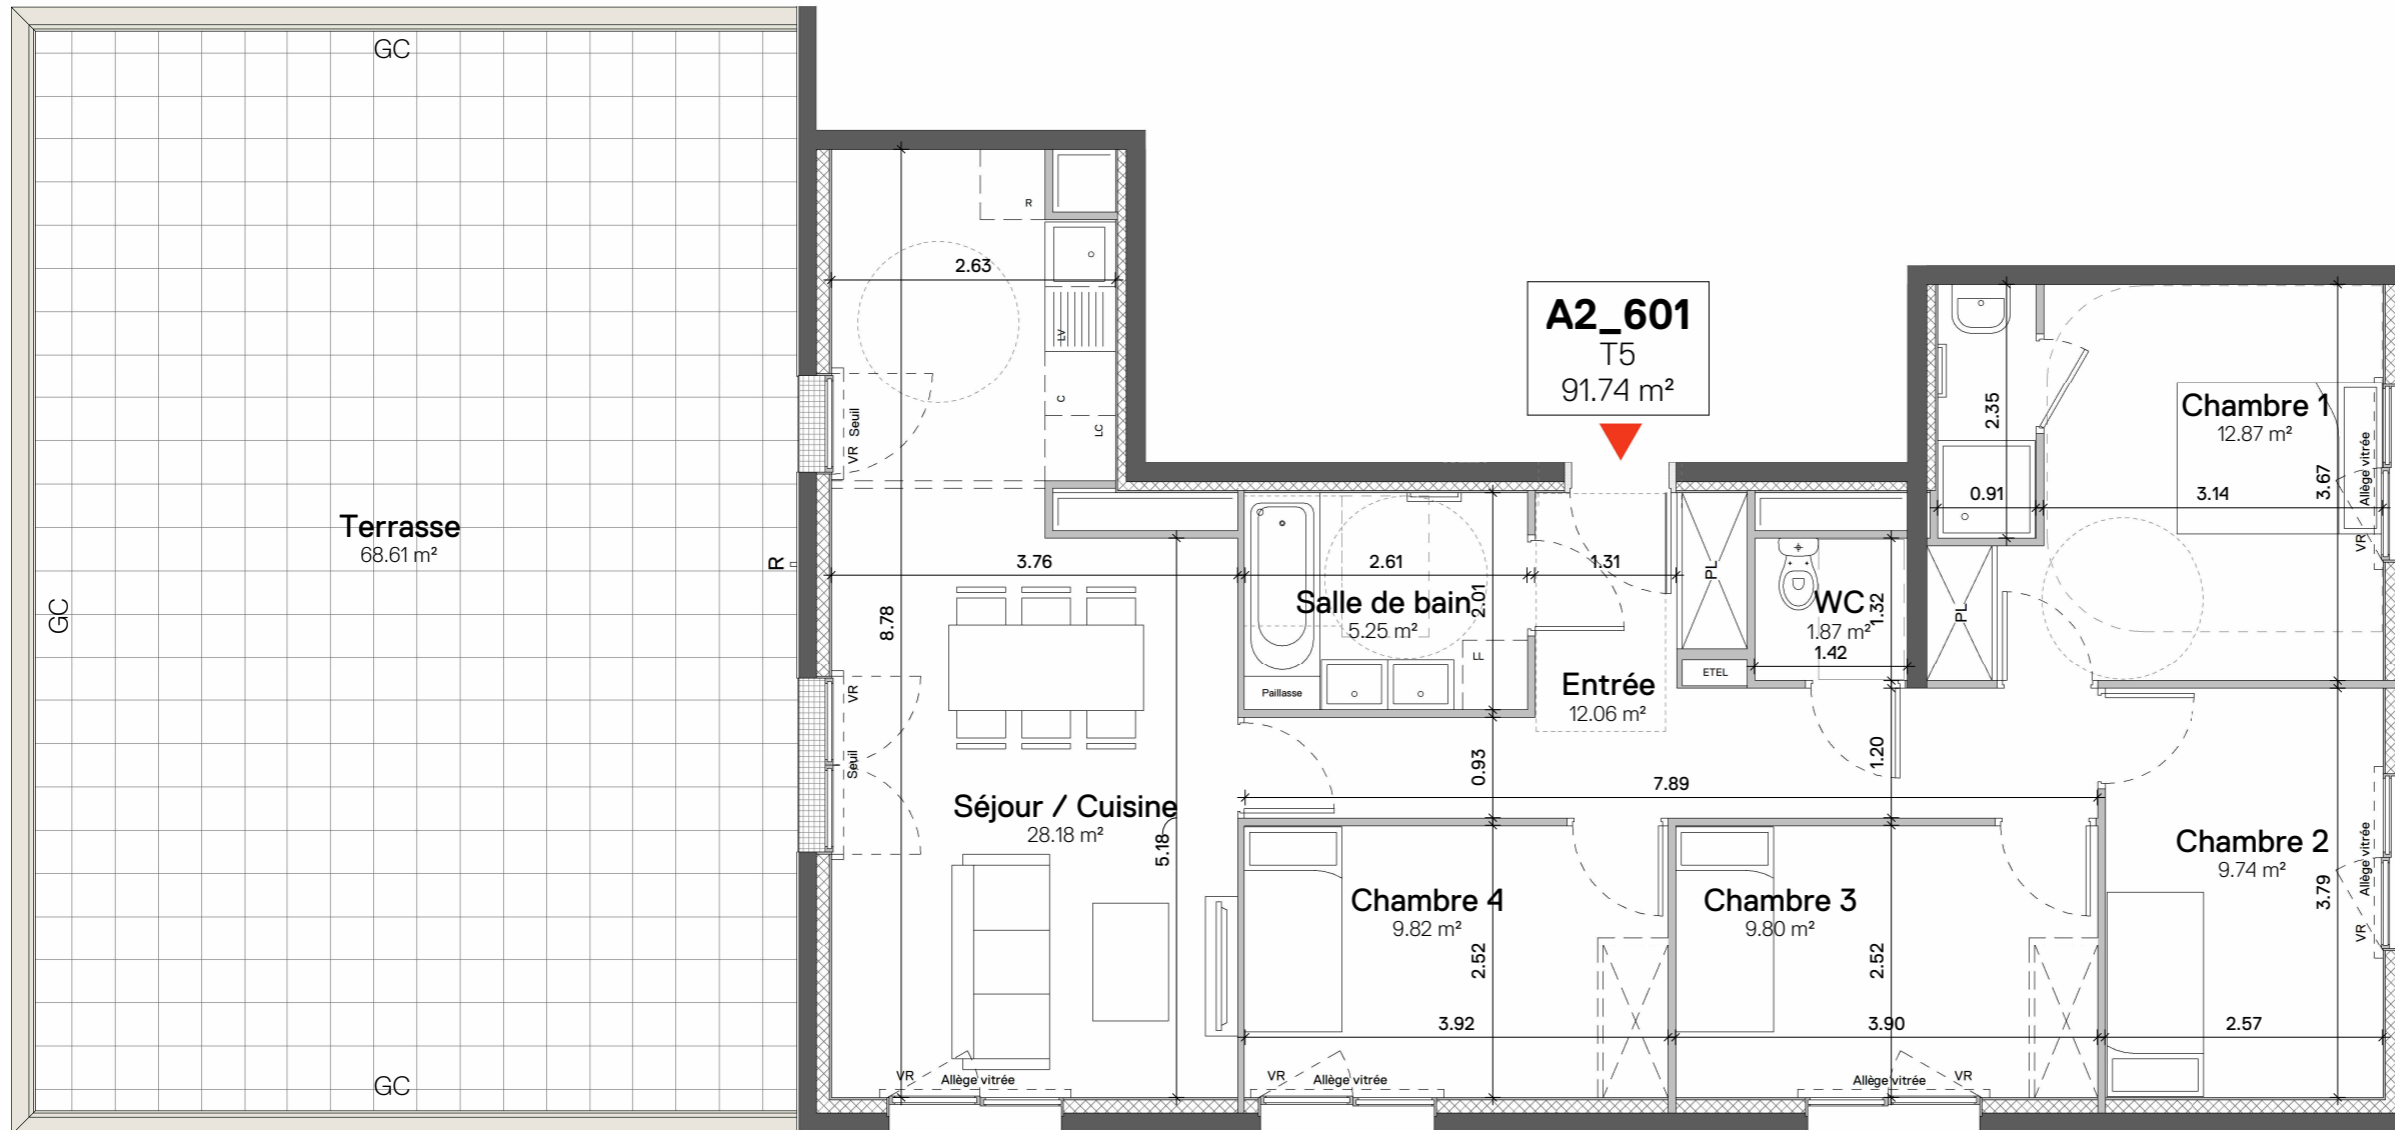 GC
Terrasse
68.61 m²
GC
GC
R
R
2.63
LV
C
LC
VR Seuil
3.76
8.78
VR
Seuil
Séjour / Cuisine
28.18 m²
5.18
VR Allège vitrée
A2_601
T5
91.74 m²
2.61
Salle de bain
5.25 m²
2.01
Paillasse
F
1.31
PL
ETEL
Entrée
12.06 m²
WC
1.87 m²
1.32
1.42
0.93
1.20
7.89
Chambre 4
9.82 m²
2.52
3.92
VR Allège vitrée
Chambre 3
9.80 m²
2.52
3.90
Allège vitrée VR
2.35
0.91
PL
Chambre 1
12.87 m²
3.14
3.67
VR Allège vitrée
Chambre 2
9.74 m²
3.79
2.57
VR Allège vitrée